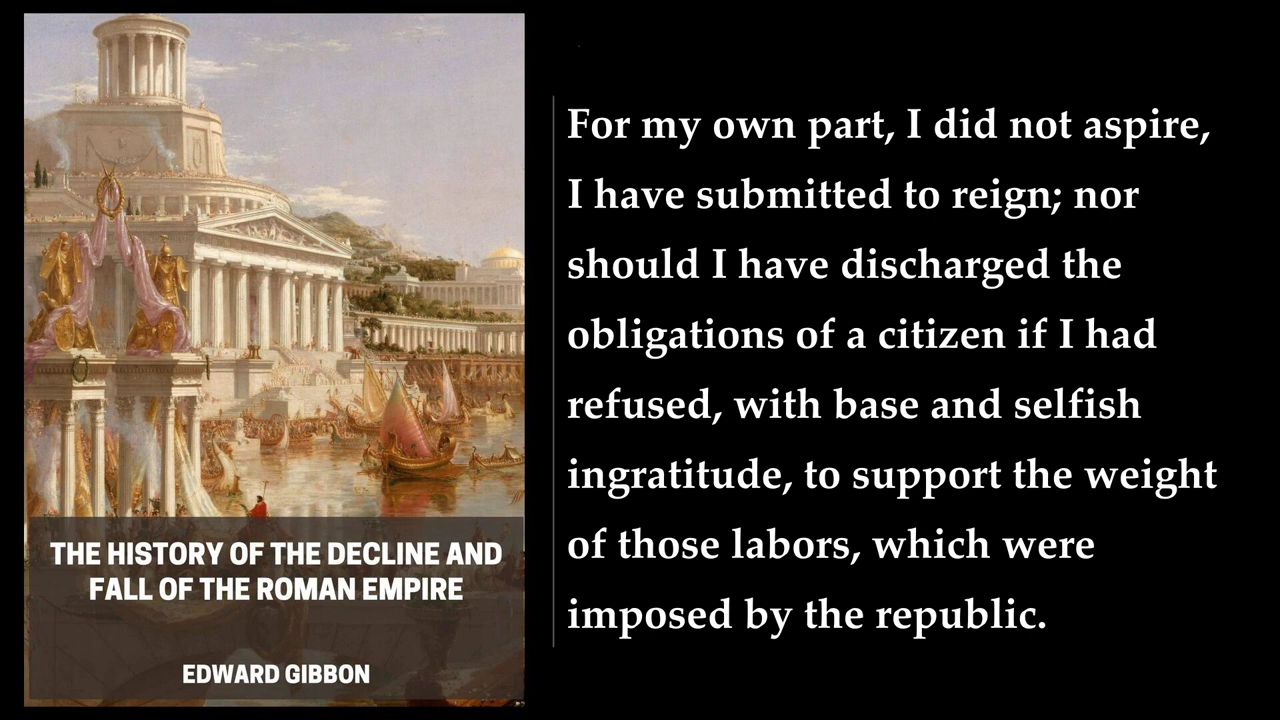 THE HISTORY OF THE DECLINE AND
FALL OF THE ROMAN EMPIRE
EDWARD GIBBON
For my own part, I did not aspire,
I have submitted to reign; nor
should I have discharged the
obligations of a citizen if I had
refused, with base and selfish
ingratitude, to support the weight
of those labors, which were
imposed by the republic.